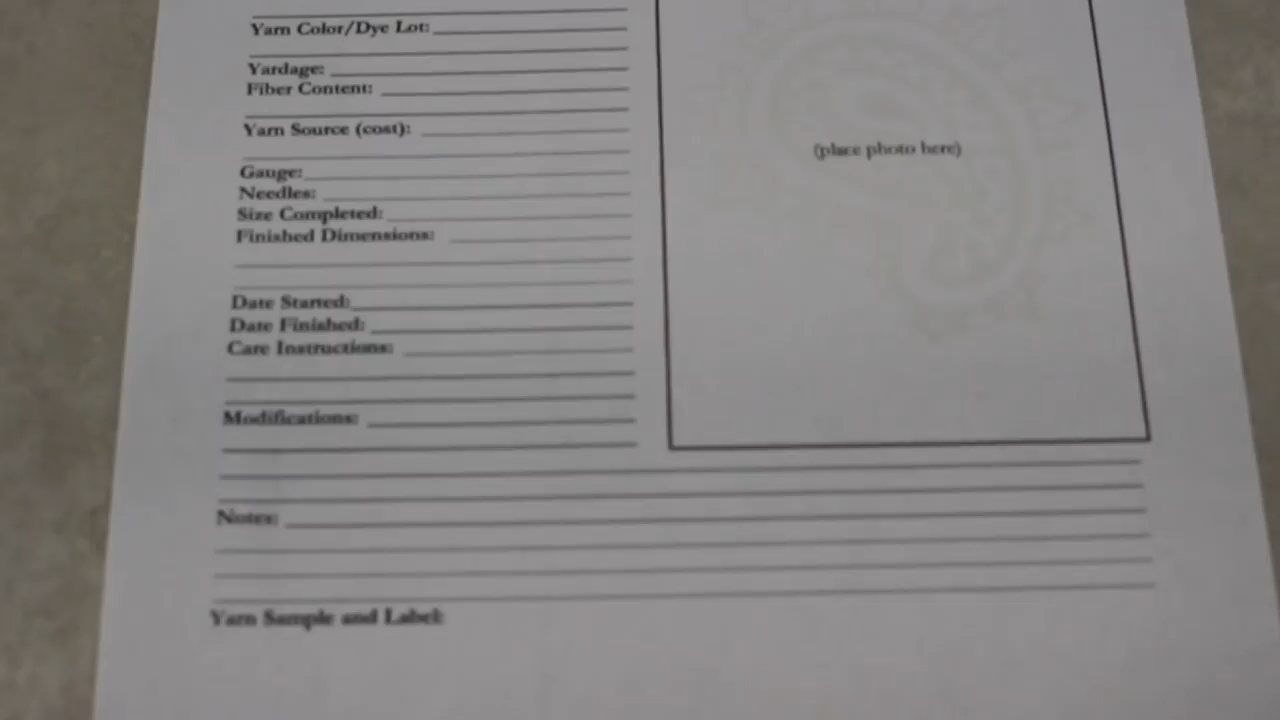 Yarn Color/Dye Lot:
Yardage:
Fiber Content:
Yarn Source (cost):
Gauge:
Needles:
Size Completed:
Finished Dimensions:
Date Started:
Date Finished:
Care Instructions:
Modifications:
Notes:
Yarn Sample and Label:
(place photo here)